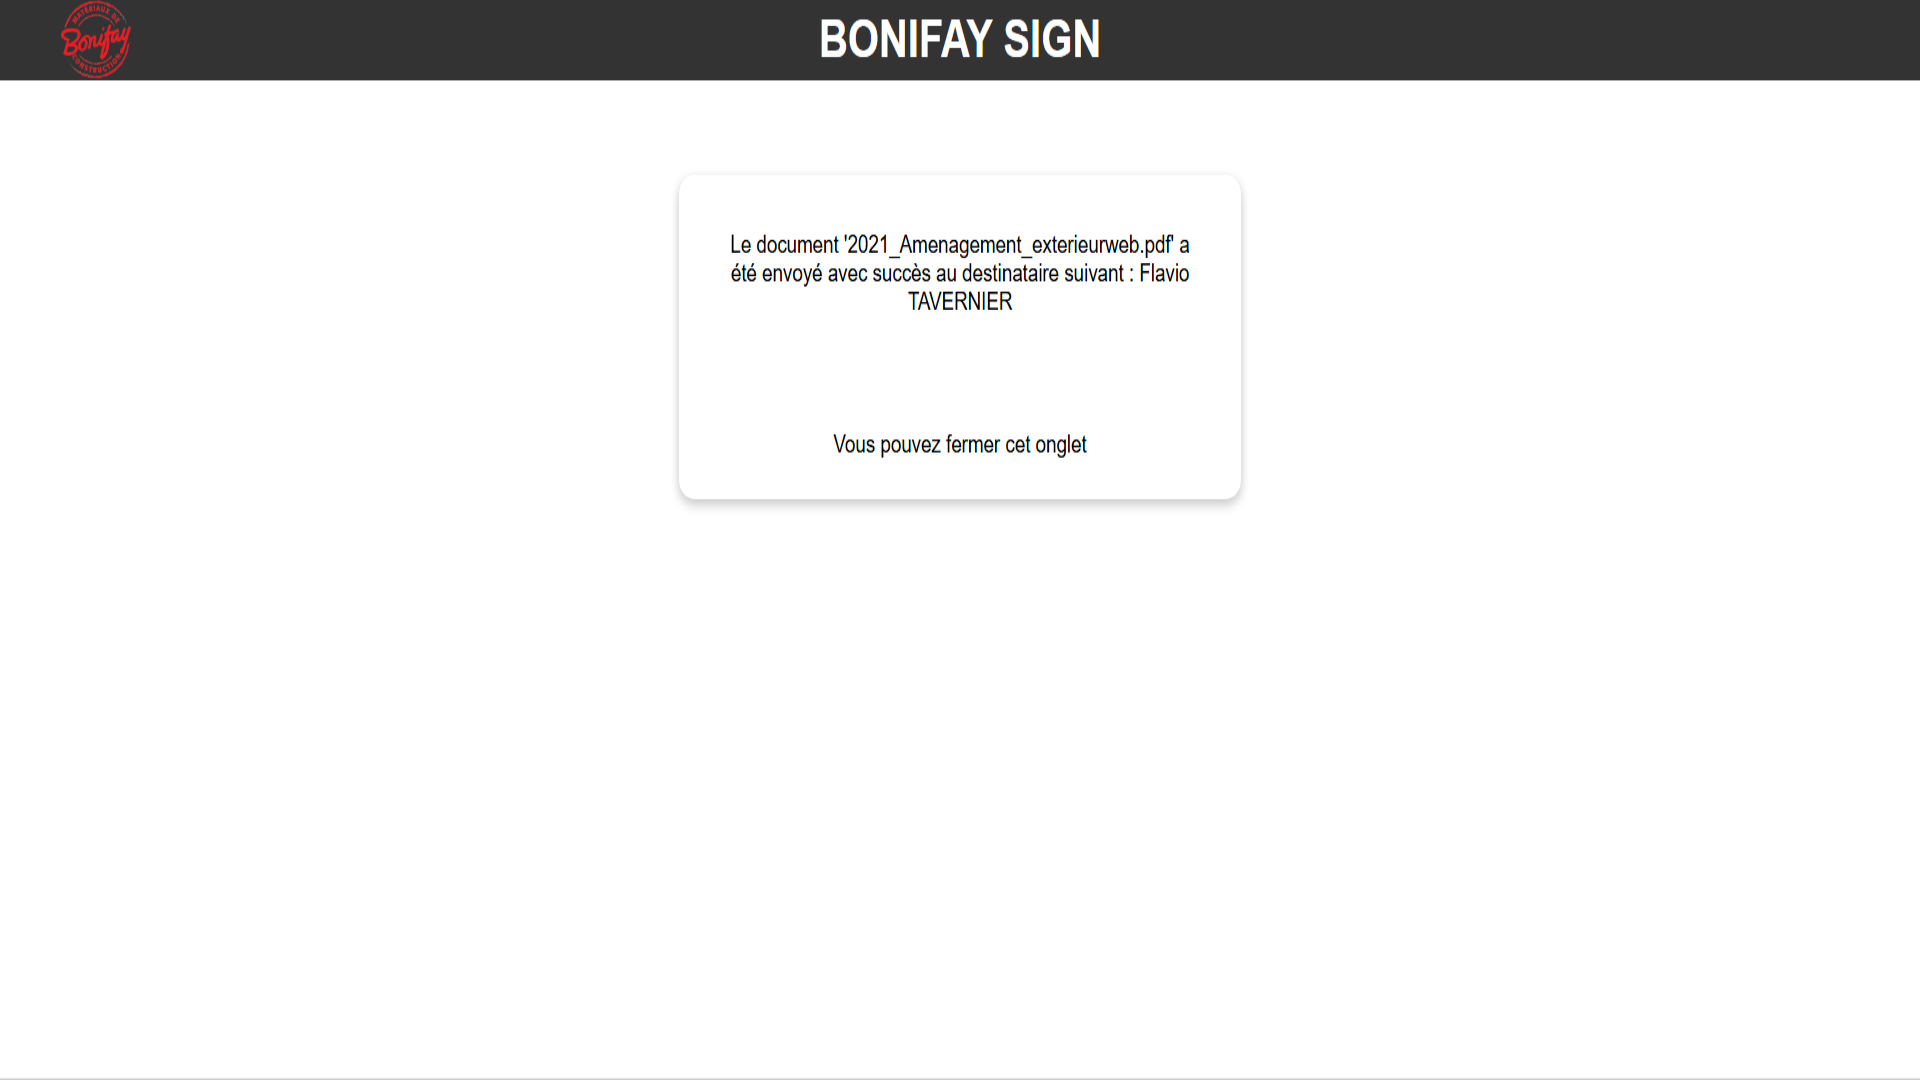 MATÉRIAUX DE
Bonifay
CONSTRUCTION
BONIFAY SIGN
Le document '2021_Amenagement_exterieurweb.pdf' a
été envoyé avec succès au destinataire suivant : Flavio
TAVERNIER
Vous pouvez fermer cet onglet